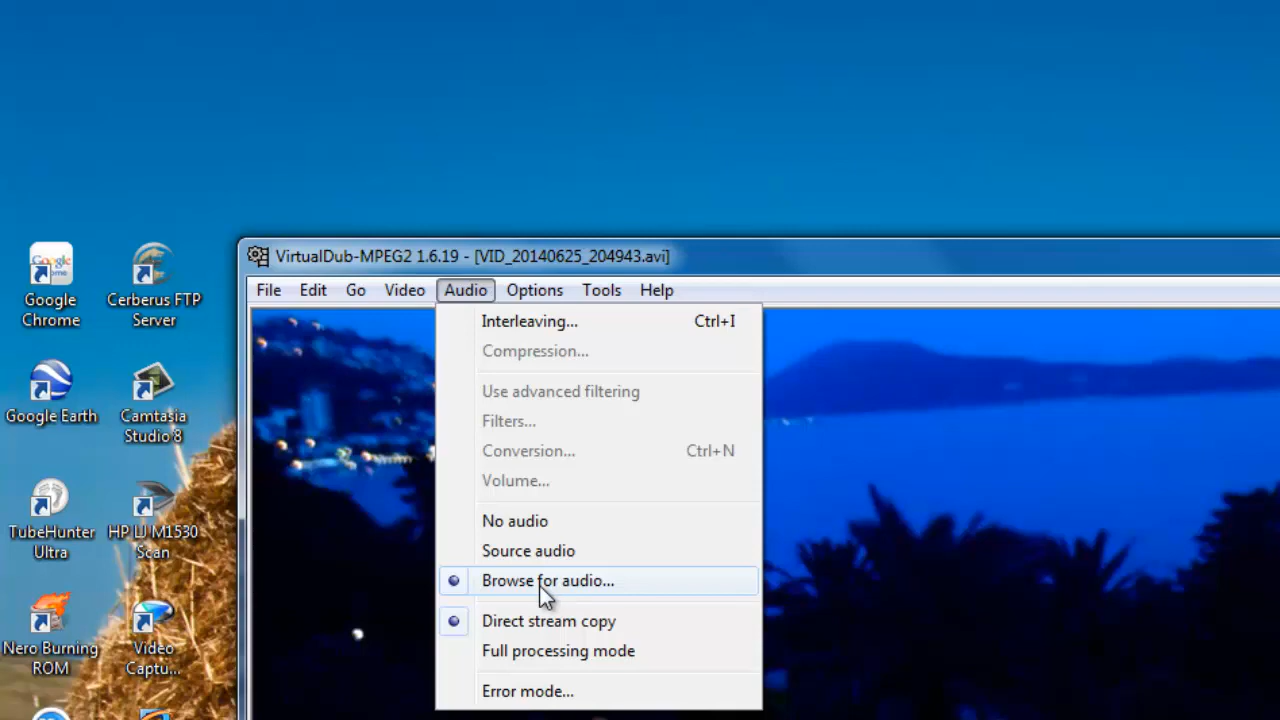 VirtualDub-MPEG2 1.6.19 - [VID_20140625_204943.avi]
File Edit Go Video Audio Options Tools Help
Interleaving... Ctrl+I
Compression...
Use advanced filtering
Filters...
Conversion... Ctrl+N
Volume...
No audio
Source audio
Browse for audio...
Direct stream copy
Full processing mode
Error mode...
Google
Chrome
Cerberus FTP
Server
Google Earth
Camtasia
Studio 8
TubeHunter
Ultra
HP LJ M1530
Scan
Nero Burning
ROM
Video
Captu...